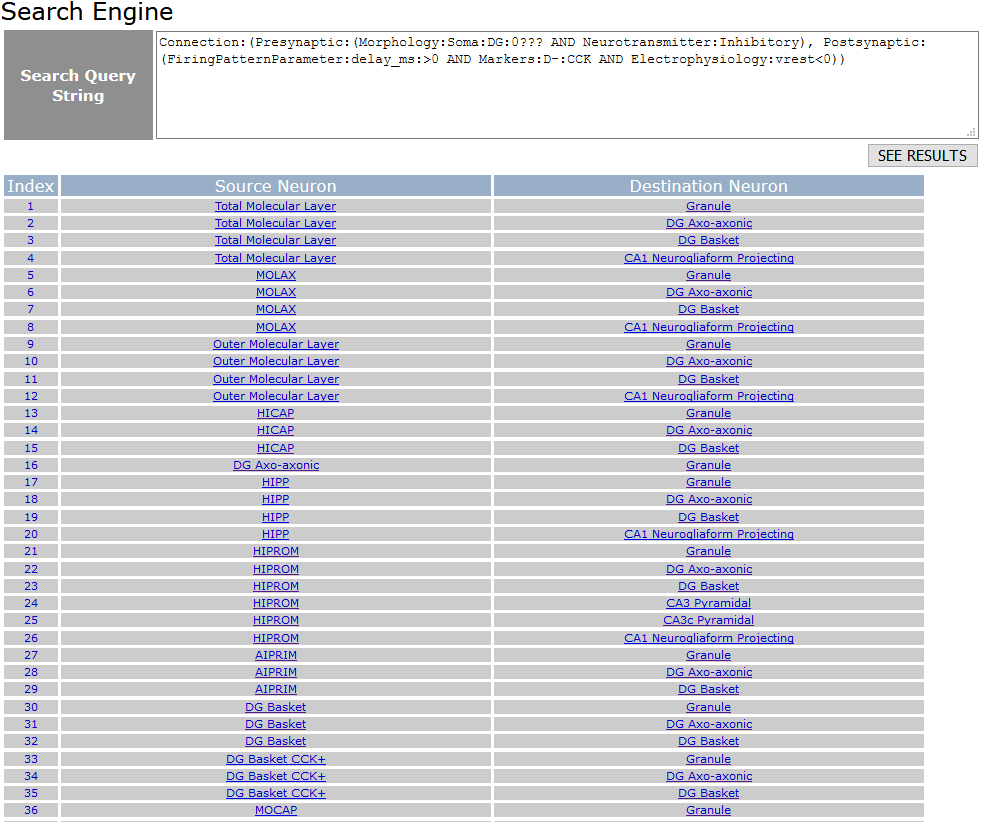 Search Engine
Search Query String
Connection:(Presynaptic:(Morphology:Soma:DG:0??? AND Neurotransmitter:Inhibitory), Postsynaptic:
(FiringPatternParameter:delay_ms:>0 AND Markers:D-:CCK AND Electrophysiology:vrest<0))
SEE RESULTS
Index Source Neuron Destination Neuron
1 Total Molecular Layer Granule
2 Total Molecular Layer DG Axo-axonic
3 Total Molecular Layer DG Basket
4 Total Molecular Layer CA1 Neurogliaform Projecting
5 MOLAX Granule
6 MOLAX DG Axo-axonic
7 MOLAX DG Basket
8 MOLAX CA1 Neurogliaform Projecting
9 Outer Molecular Layer Granule
10 Outer Molecular Layer DG Axo-axonic
11 Outer Molecular Layer DG Basket
12 Outer Molecular Layer CA1 Neurogliaform Projecting
13 HICAP Granule
14 HICAP DG Axo-axonic
15 HICAP DG Basket
16 DG Axo-axonic Granule
17 HIPP Granule
18 HIPP DG Axo-axonic
19 HIPP DG Basket
20 HIPP CA1 Neurogliaform Projecting
21 HIPROM Granule
22 HIPROM DG Axo-axonic
23 HIPROM DG Basket
24 HIPROM CA3 Pyramidal
25 HIPROM CA3c Pyramidal
26 HIPROM CA1 Neurogliaform Projecting
27 AIPRIM Granule
28 AIPRIM DG Axo-axonic
29 AIPRIM DG Basket
30 DG Basket Granule
31 DG Basket DG Axo-axonic
32 DG Basket DG Basket
33 DG Basket CCK+ Granule
34 DG Basket CCK+ DG Axo-axonic
35 DG Basket CCK+ DG Basket
36 MOCAP Granule